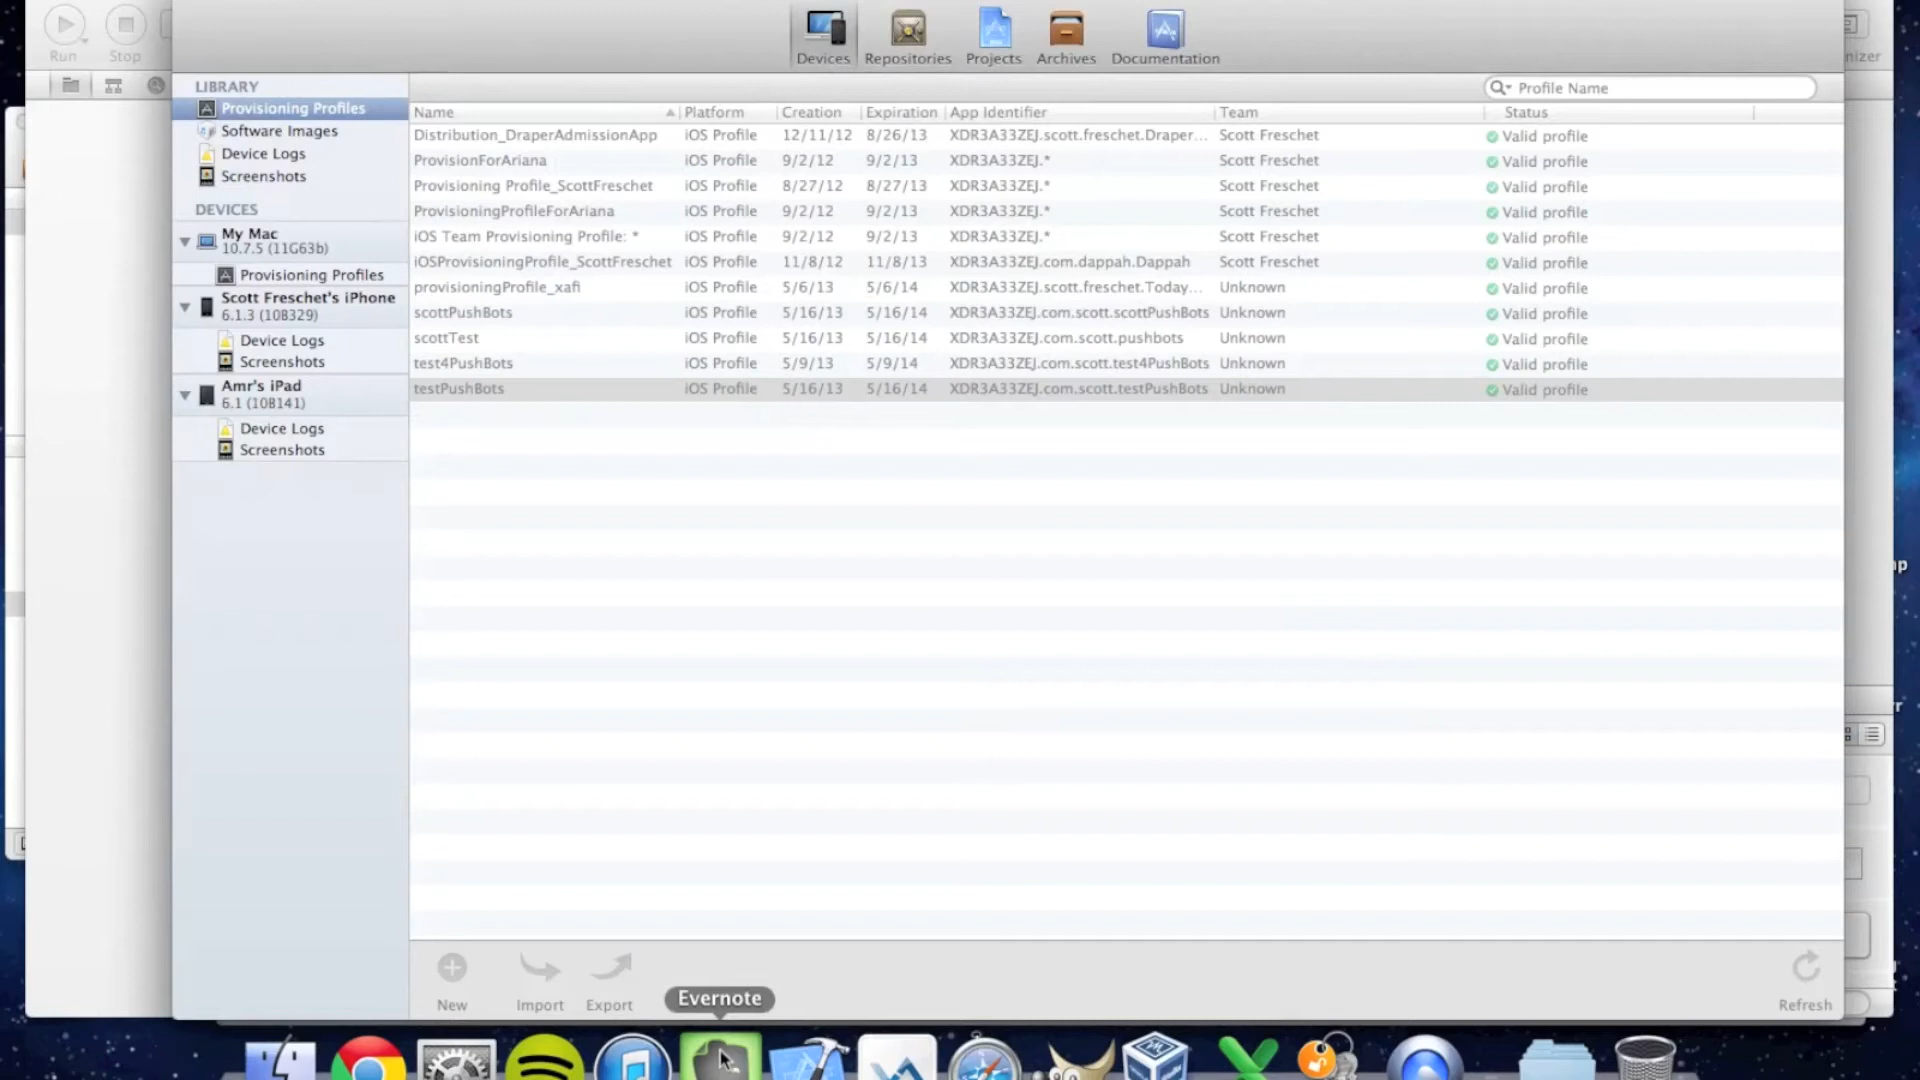 Run
Stop
Devices
Repositories
Projects
Archives
Documentation
nizer
LIBRARY
Provisioning Profiles
Software Images
Device Logs
Screenshots
DEVICES
My Mac
10.7.5 (11G63b)
Provisioning Profiles
Scott Freschet's iPhone
6.1.3 (10B329)
Device Logs
Screenshots
Amr's iPad
6.1 (10B141)
Device Logs
Screenshots
Profile Name
Name Platform Creation Expiration App Identifier Team Status
Distribution_DraperAdmissionApp iOS Profile 12/11/12 8/26/13 XDR3A33ZEJ.scott.freschet.Draper... Scott Freschet Valid profile
ProvisionForAriana iOS Profile 9/2/12 9/2/13 XDR3A33ZEJ.* Scott Freschet Valid profile
Provisioning Profile_ScottFreschet iOS Profile 8/27/12 8/27/13 XDR3A33ZEJ.* Scott Freschet Valid profile
ProvisioningProfileForAriana iOS Profile 9/2/12 9/2/13 XDR3A33ZEJ.* Scott Freschet Valid profile
iOS Team Provisioning Profile: * iOS Profile 9/2/12 9/2/13 XDR3A33ZEJ.* Scott Freschet Valid profile
iOSProvisioningProfile_ScottFreschet iOS Profile 11/8/12 11/8/13 XDR3A33ZEJ.com.dappah.Dappah Scott Freschet Valid profile
provisioningProfile_xafi iOS Profile 5/6/13 5/6/14 XDR3A33ZEJ.scott.freschet.Today... Unknown Valid profile
scottPushBots iOS Profile 5/16/13 5/16/14 XDR3A33ZEJ.com.scott.scottPushBots Unknown Valid profile
scottTest iOS Profile 5/16/13 5/16/14 XDR3A33ZEJ.com.scott.pushbots Unknown Valid profile
test4PushBots iOS Profile 5/9/13 5/9/14 XDR3A33ZEJ.com.scott.test4PushBots Unknown Valid profile
testPushBots iOS Profile 5/16/13 5/16/14 XDR3A33ZEJ.com.scott.testPushBots Unknown Valid profile
New
Import
Export
Evernote
Refresh